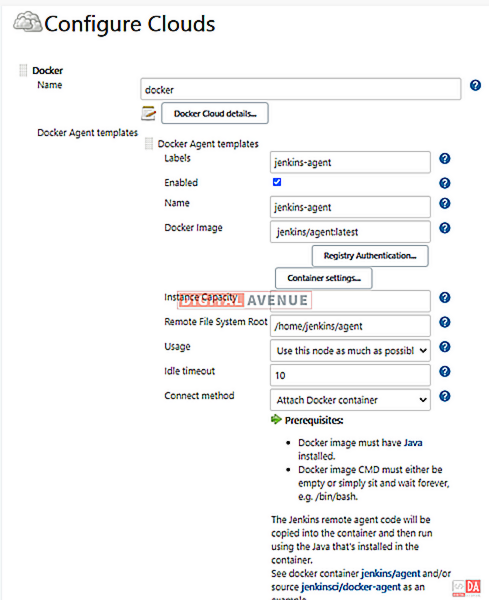 Configure Clouds
Docker
Name
docker
Docker Cloud details...
Docker Agent templates
Docker Agent templates
Labels
jenkins-agent
Enabled
Name
jenkins-agent
Docker Image
jenkins/agent:latest
Registry Authentication...
Container settings...
Instance Capacity
DIGITAL AVENUE
Remote File System Root
/home/jenkins/agent
Usage
Use this node as much as possibl
Idle timeout
10
Connect method
Attach Docker container
Prerequisites:
• Docker image must have Java
installed.
• Docker image CMD must either be
empty or simply sit and wait forever,
e.g. /bin/bash.
The Jenkins remote agent code will be
copied into the container and then run
using the Java that's installed in the
container.
See docker container jenkins/agent and/or
source jenkinsci/docker-agent as an
example.
DA